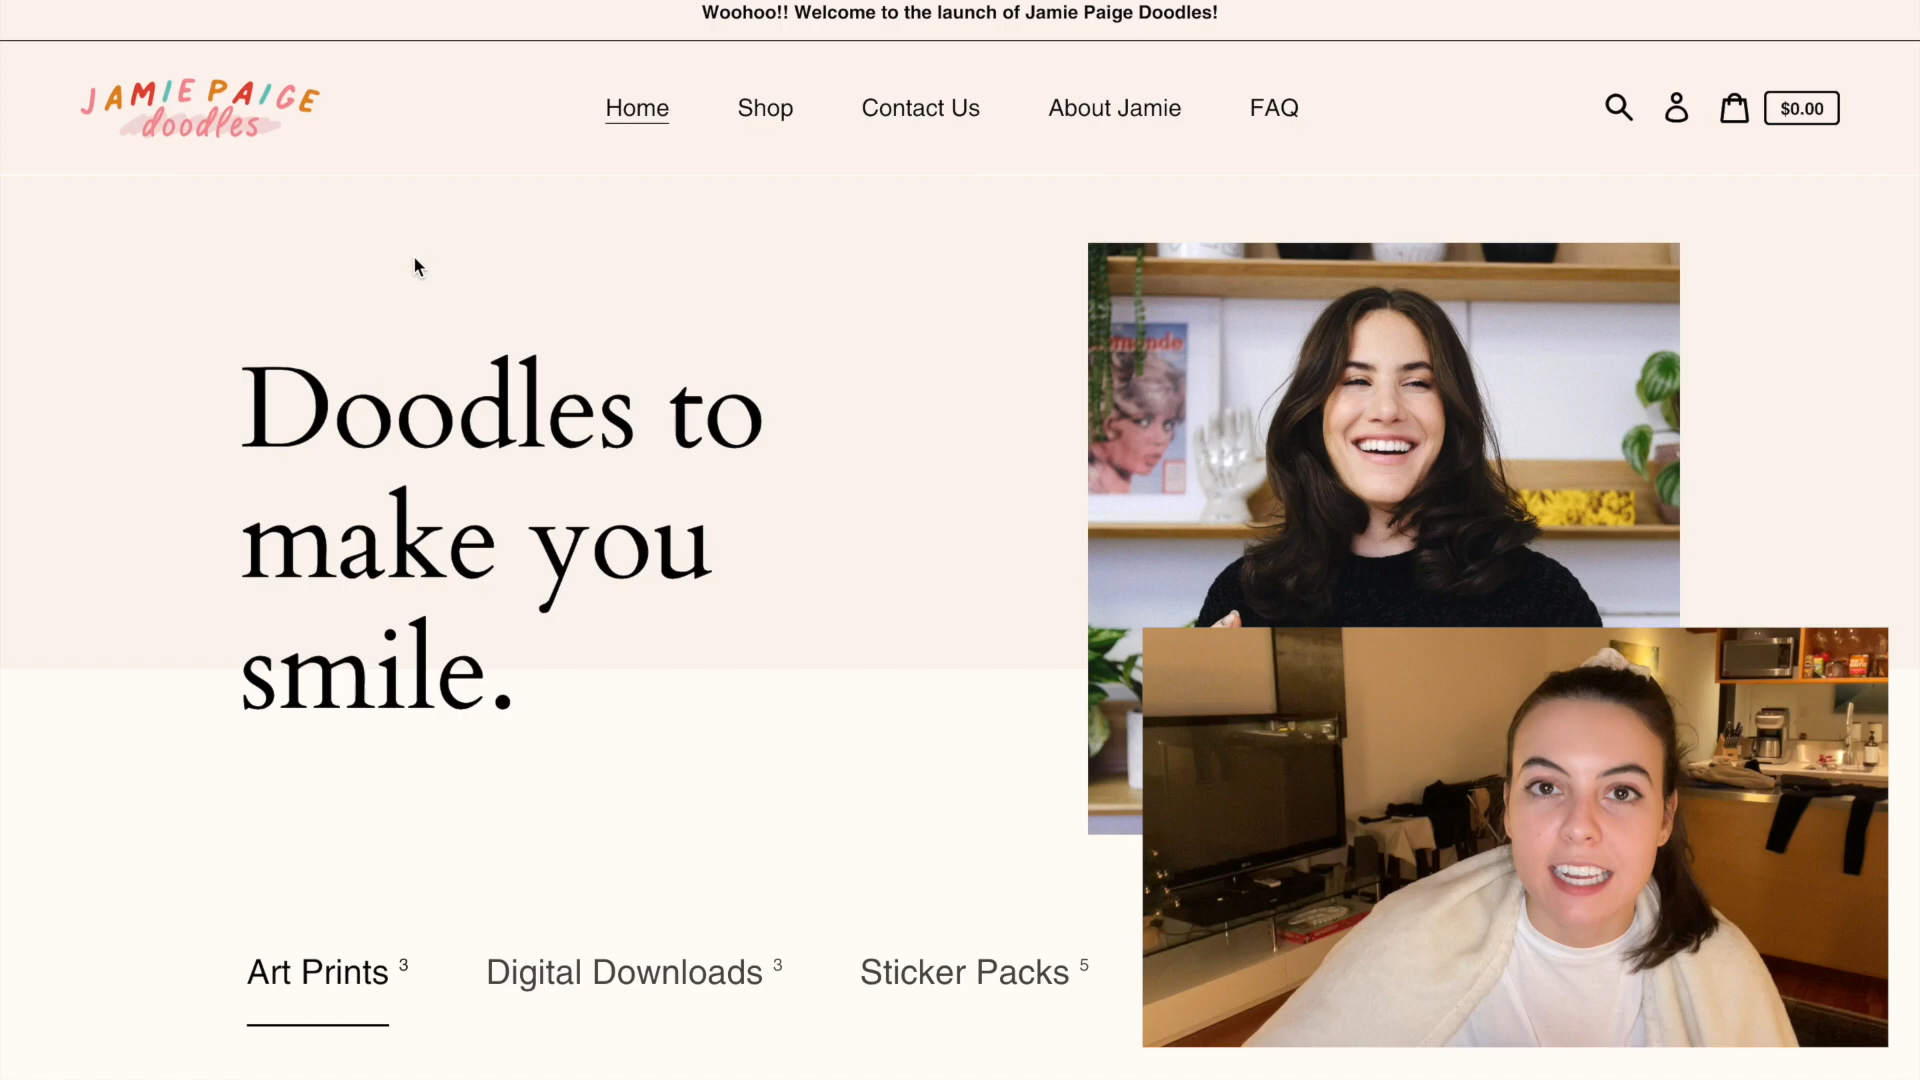 Woohoo!! Welcome to the launch of Jamie Paige Doodles!
JAMIE PAIGE
doodles
Home Shop Contact Us About Jamie FAQ $0.00
Doodles to
make you
smile.
Art Prints 3 Digital Downloads 3 Sticker Packs 5